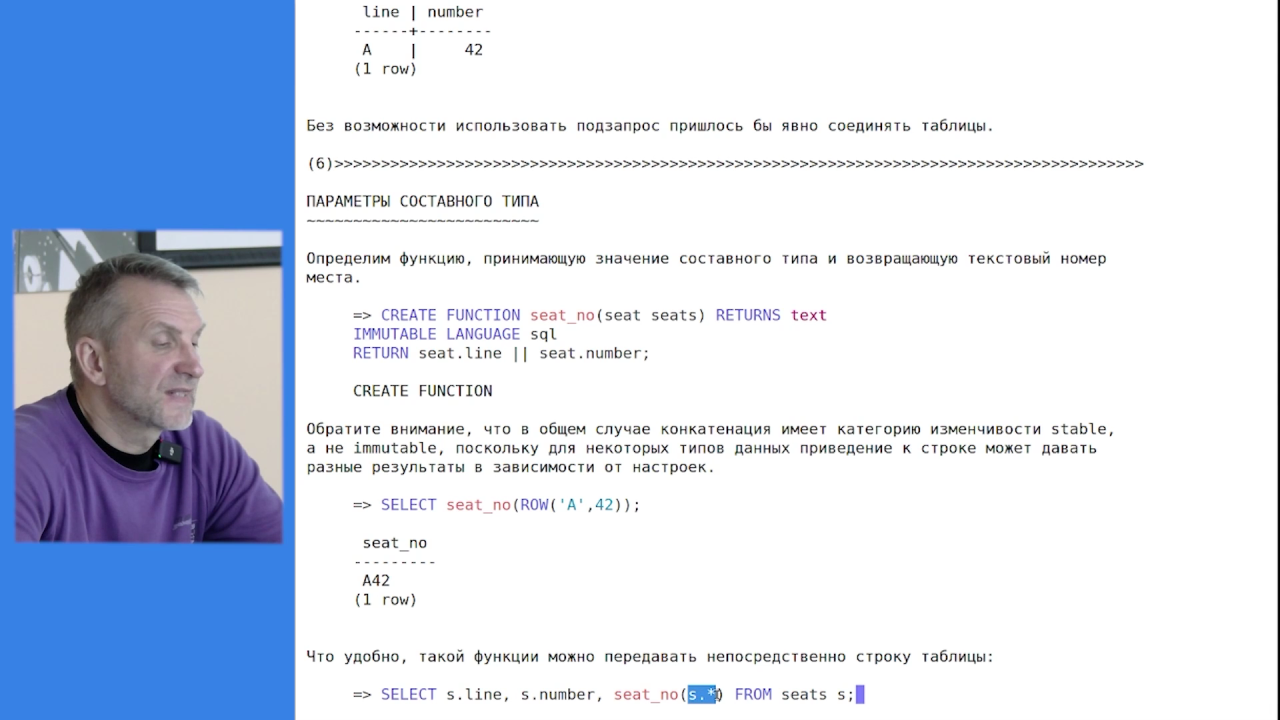 line | number
------+--------
A    |     42
(1 row)
Без возможности использовать подзапрос пришлось бы явно соединять таблицы.
(6)>>>>>>>>>>>>>>>>>>>>>>>>>>>>>>>>>>>>>>>>>>>>>>>>>>>>>>>>>>>>>>>>>>>>>>>>>>>>>>>>>>>>>>>
ПАРАМЕТРЫ СОСТАВНОГО ТИПА
~~~~~~~~~~~~~~~~~~~~~~~~~
Определим функцию, принимающую значение составного типа и возвращающую текстовый номер
места.
=> CREATE FUNCTION seat_no(seat seats) RETURNS text
IMMUTABLE LANGUAGE sql
RETURN seat.line || seat.number;
CREATE FUNCTION
Обратите внимание, что в общем случае конкатенация имеет категорию изменчивости stable,
а не immutable, поскольку для некоторых типов данных приведение к строке может давать
разные результаты в зависимости от настроек.
=> SELECT seat_no(ROW('A',42));
seat_no
---------
A42
(1 row)
Что удобно, такой функции можно передавать непосредственно строку таблицы:
=> SELECT s.line, s.number, seat_no(s.*) FROM seats s;